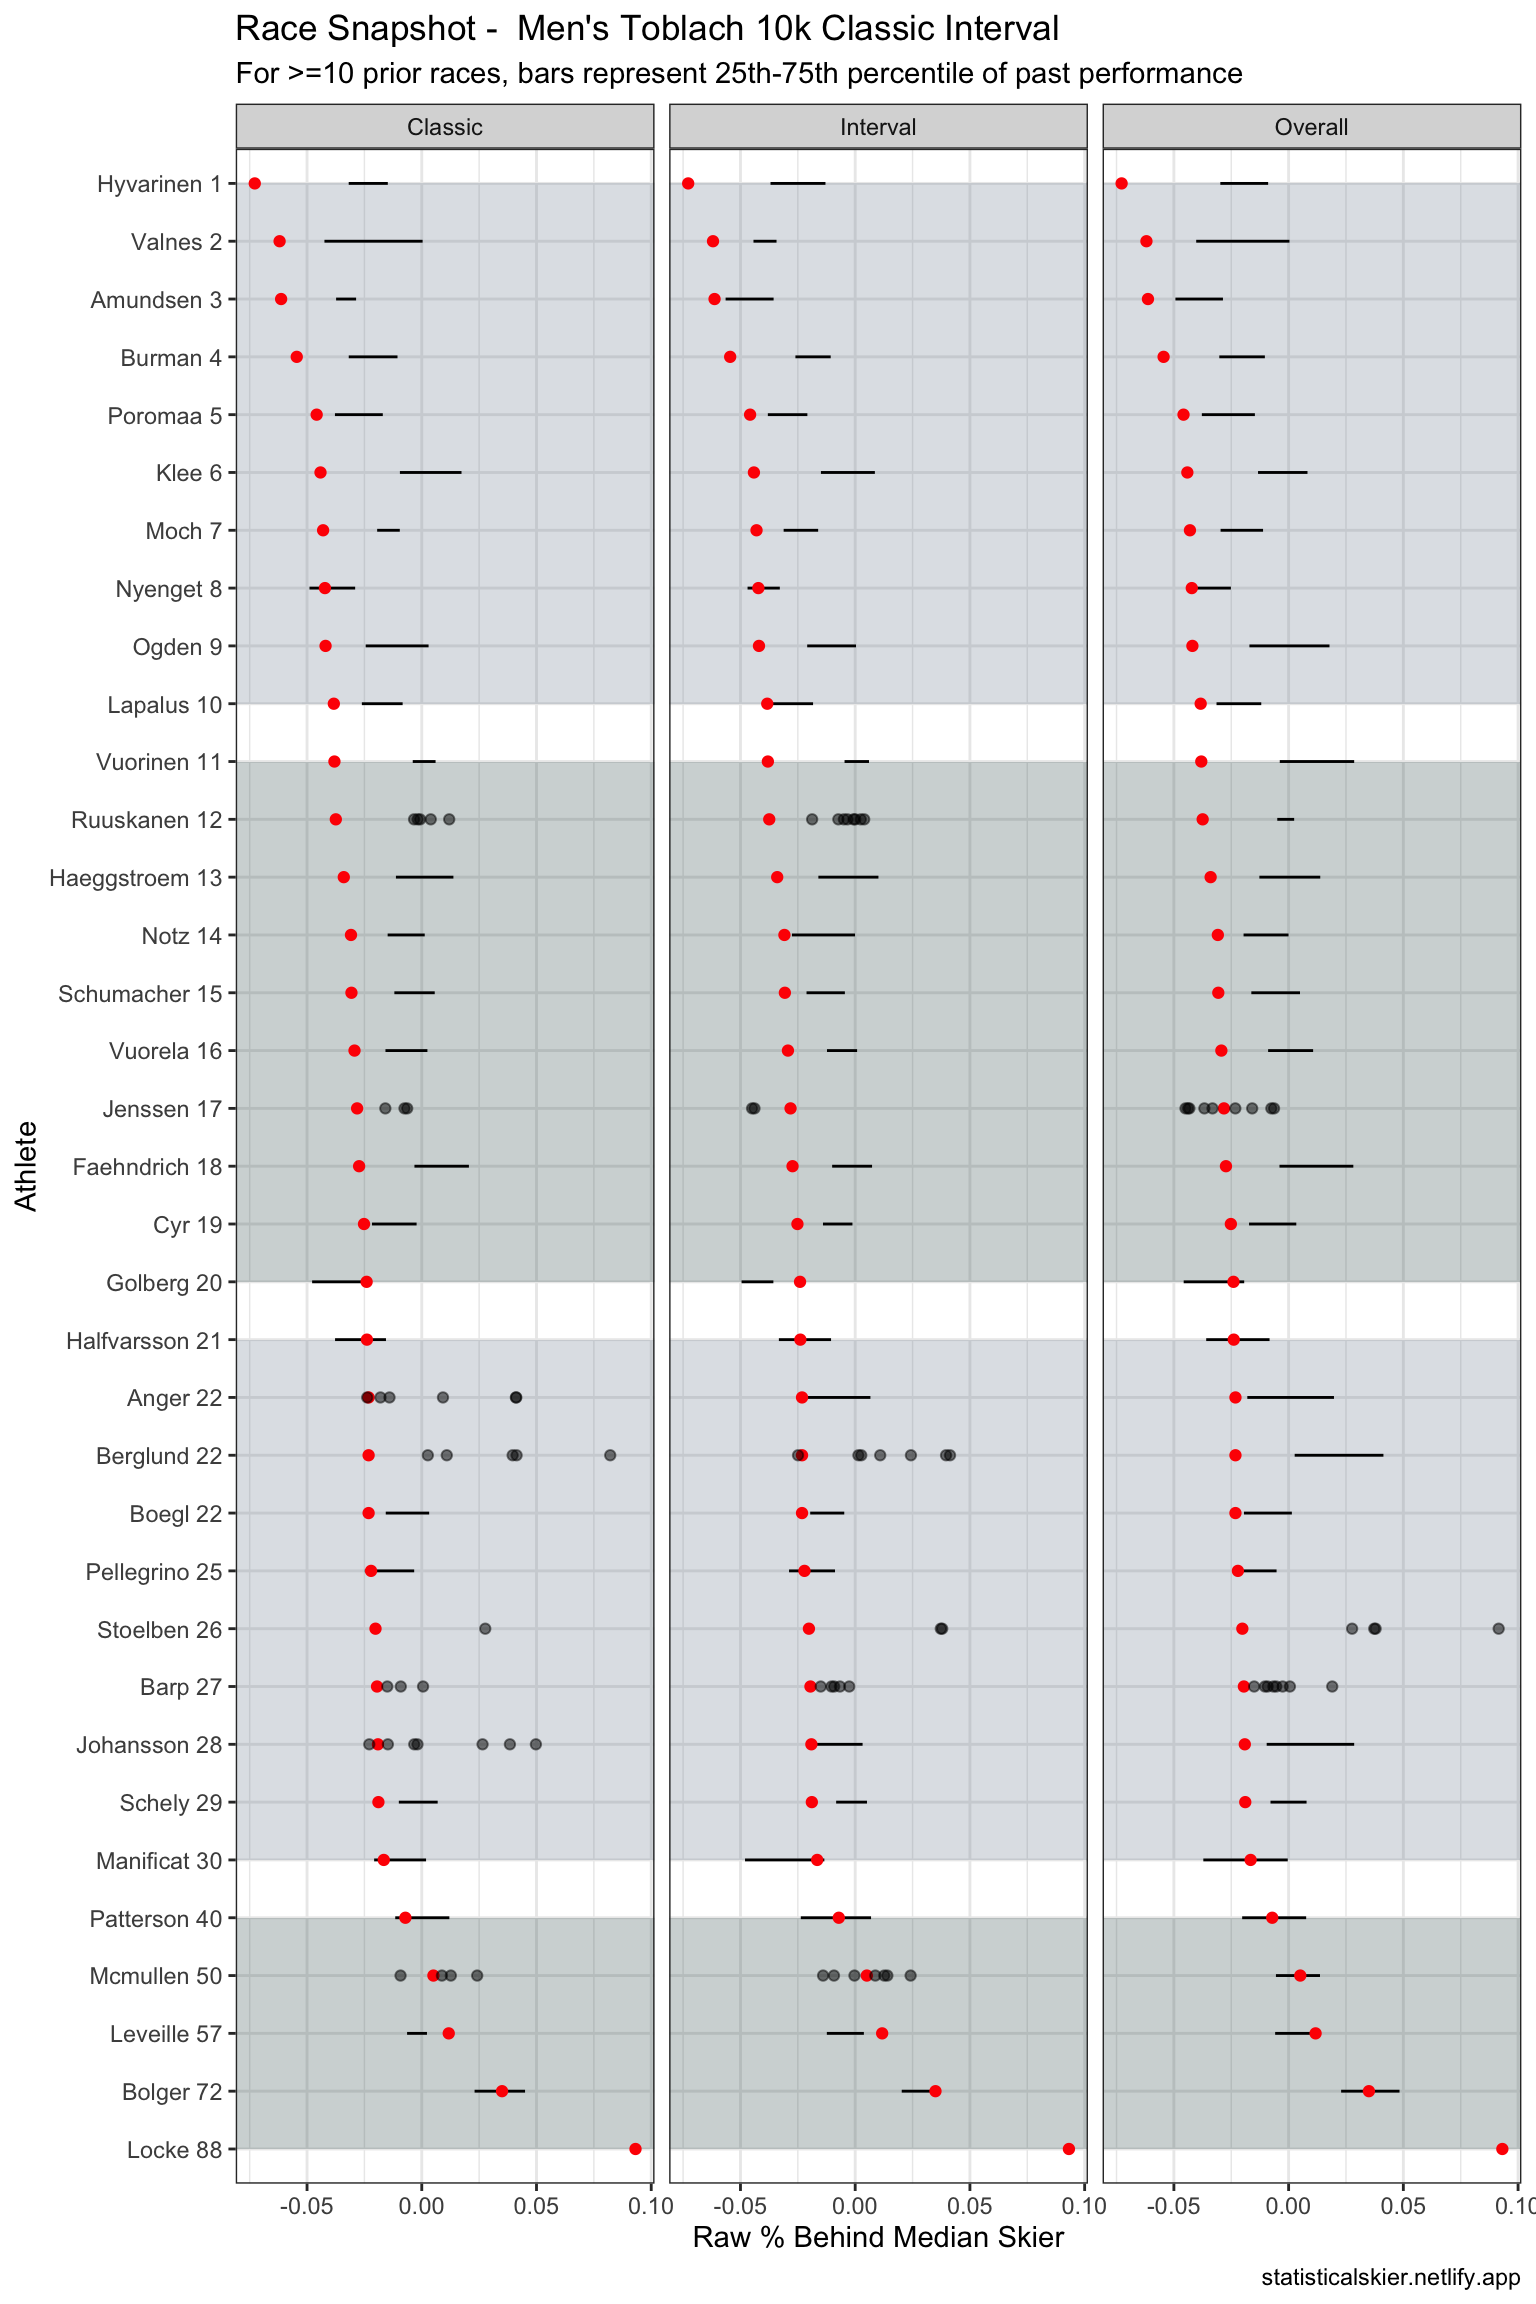 Race Snapshot -  Men's Toblach 10k Classic Interval
For >=10 prior races, bars represent 25th-75th percentile of past performance
Classic Interval Overall
Athlete
Hyvarinen 1
Valnes 2
Amundsen 3
Burman 4
Poromaa 5
Klee 6
Moch 7
Nyenget 8
Ogden 9
Lapalus 10
Vuorinen 11
Ruuskanen 12
Haeggstroem 13
Notz 14
Schumacher 15
Vuorela 16
Jenssen 17
Faehndrich 18
Cyr 19
Golberg 20
Halfvarsson 21
Anger 22
Berglund 22
Boegl 22
Pellegrino 25
Stoelben 26
Barp 27
Johansson 28
Schely 29
Manificat 30
Patterson 40
Mcmullen 50
Leveille 57
Bolger 72
Locke 88
-0.05 0.00 0.05 0.10 -0.05 0.00 0.05 0.10 -0.05 0.00 0.05 0.10
Raw % Behind Median Skier
statisticalskier.netlify.app